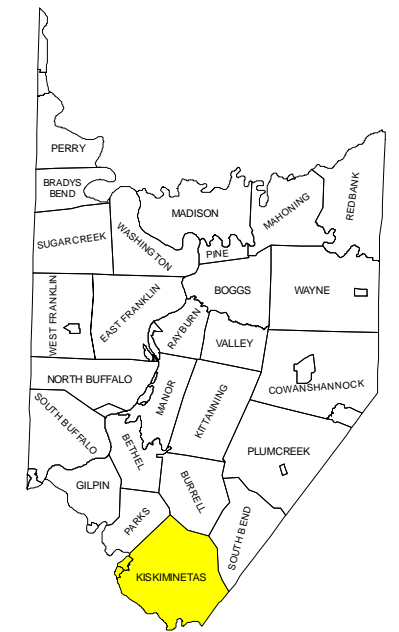 PERRY
BRADYS
BEND
MADISON
MAHONING
REDBANK
SUGARCREEK
WASHINGTON
PINE
WEST FRANKLIN
EAST FRANKLIN
BOGGS
WAYNE
RAYBURN
VALLEY
NORTH BUFFALO
MANOR
KITTANNING
COWANSHANNOCK
SOUTH BUFFALO
BETHEL
PLUMCREEK
GILPIN
BURRELL
PARKS
SOUTH BEND
KISKIMINETAS